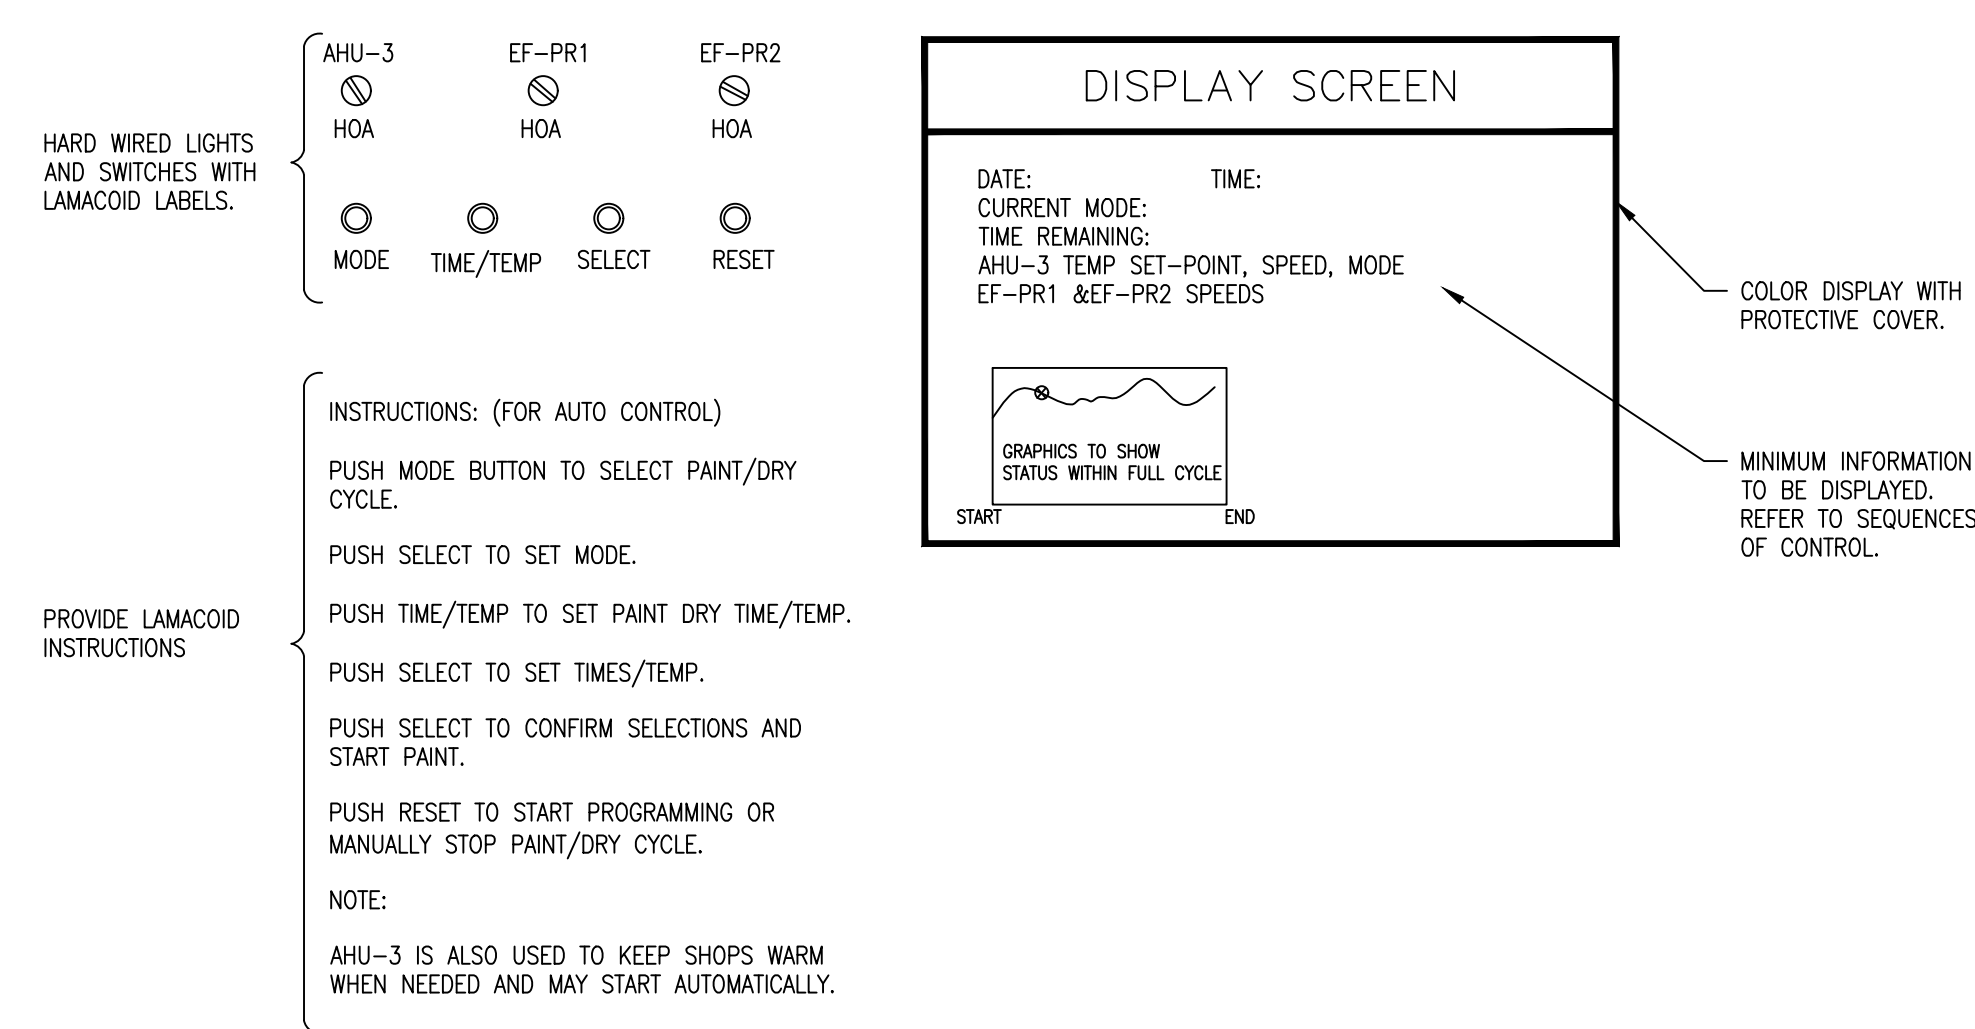 AHU-3 EF-PR1 EF-PR2
HOA HOA HOA
HARD WIRED LIGHTS
AND SWITCHES WITH
LAMACOID LABELS.
MODE TIME/TEMP SELECT RESET
PROVIDE LAMACOID
INSTRUCTIONS
INSTRUCTIONS: (FOR AUTO CONTROL)
PUSH MODE BUTTON TO SELECT PAINT/DRY
CYCLE.
PUSH SELECT TO SET MODE.
PUSH TIME/TEMP TO SET PAINT DRY TIME/TEMP.
PUSH SELECT TO SET TIMES/TEMP.
PUSH SELECT TO CONFIRM SELECTIONS AND
START PAINT.
PUSH RESET TO START PROGRAMMING OR
MANUALLY STOP PAINT/DRY CYCLE.
NOTE:
AHU-3 IS ALSO USED TO KEEP SHOPS WARM
WHEN NEEDED AND MAY START AUTOMATICALLY.
DISPLAY SCREEN
DATE: TIME:
CURRENT MODE:
TIME REMAINING:
AHU-3 TEMP SET-POINT, SPEED, MODE
EF-PR1 &EF-PR2 SPEEDS
GRAPHICS TO SHOW
STATUS WITHIN FULL CYCLE
START END
COLOR DISPLAY WITH
PROTECTIVE COVER.
MINIMUM INFORMATION
TO BE DISPLAYED.
REFER TO SEQUENCES
OF CONTROL.